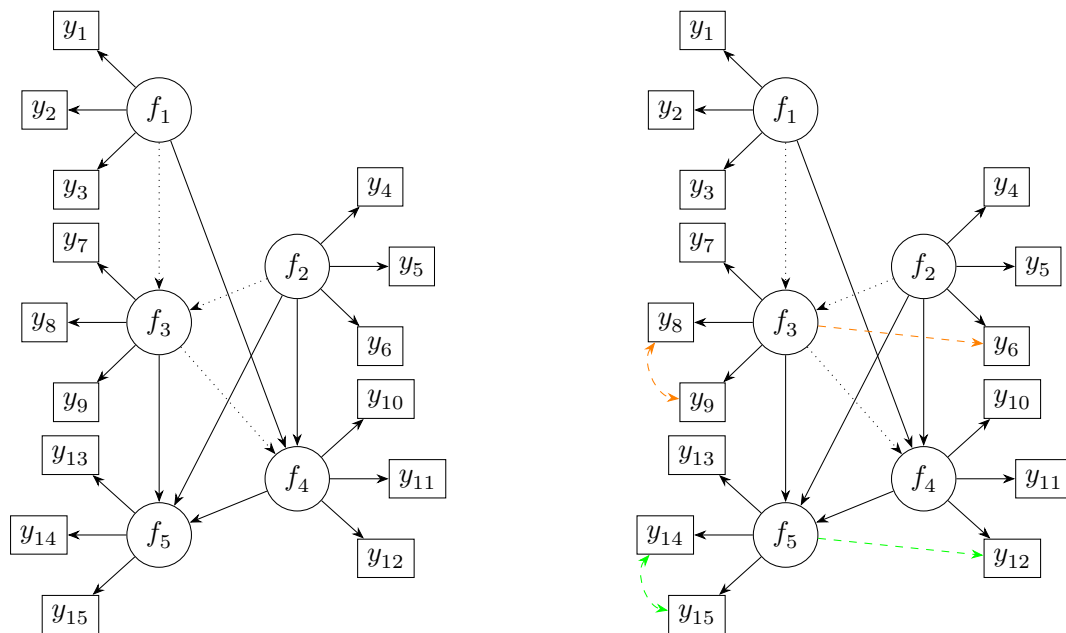 y₁
y₂
f₁
y₃
y₄
y₇
f₂
y₅
y₈
f₃
y₆
y₉
y₁₀
y₁₃
f₄
y₁₁
y₁₄
f₅
y₁₂
y₁₅
y₁
y₂
f₁
y₃
y₄
y₇
f₂
y₅
y₈
f₃
y₆
y₉
y₁₀
y₁₃
f₄
y₁₁
y₁₄
f₅
y₁₂
y₁₅